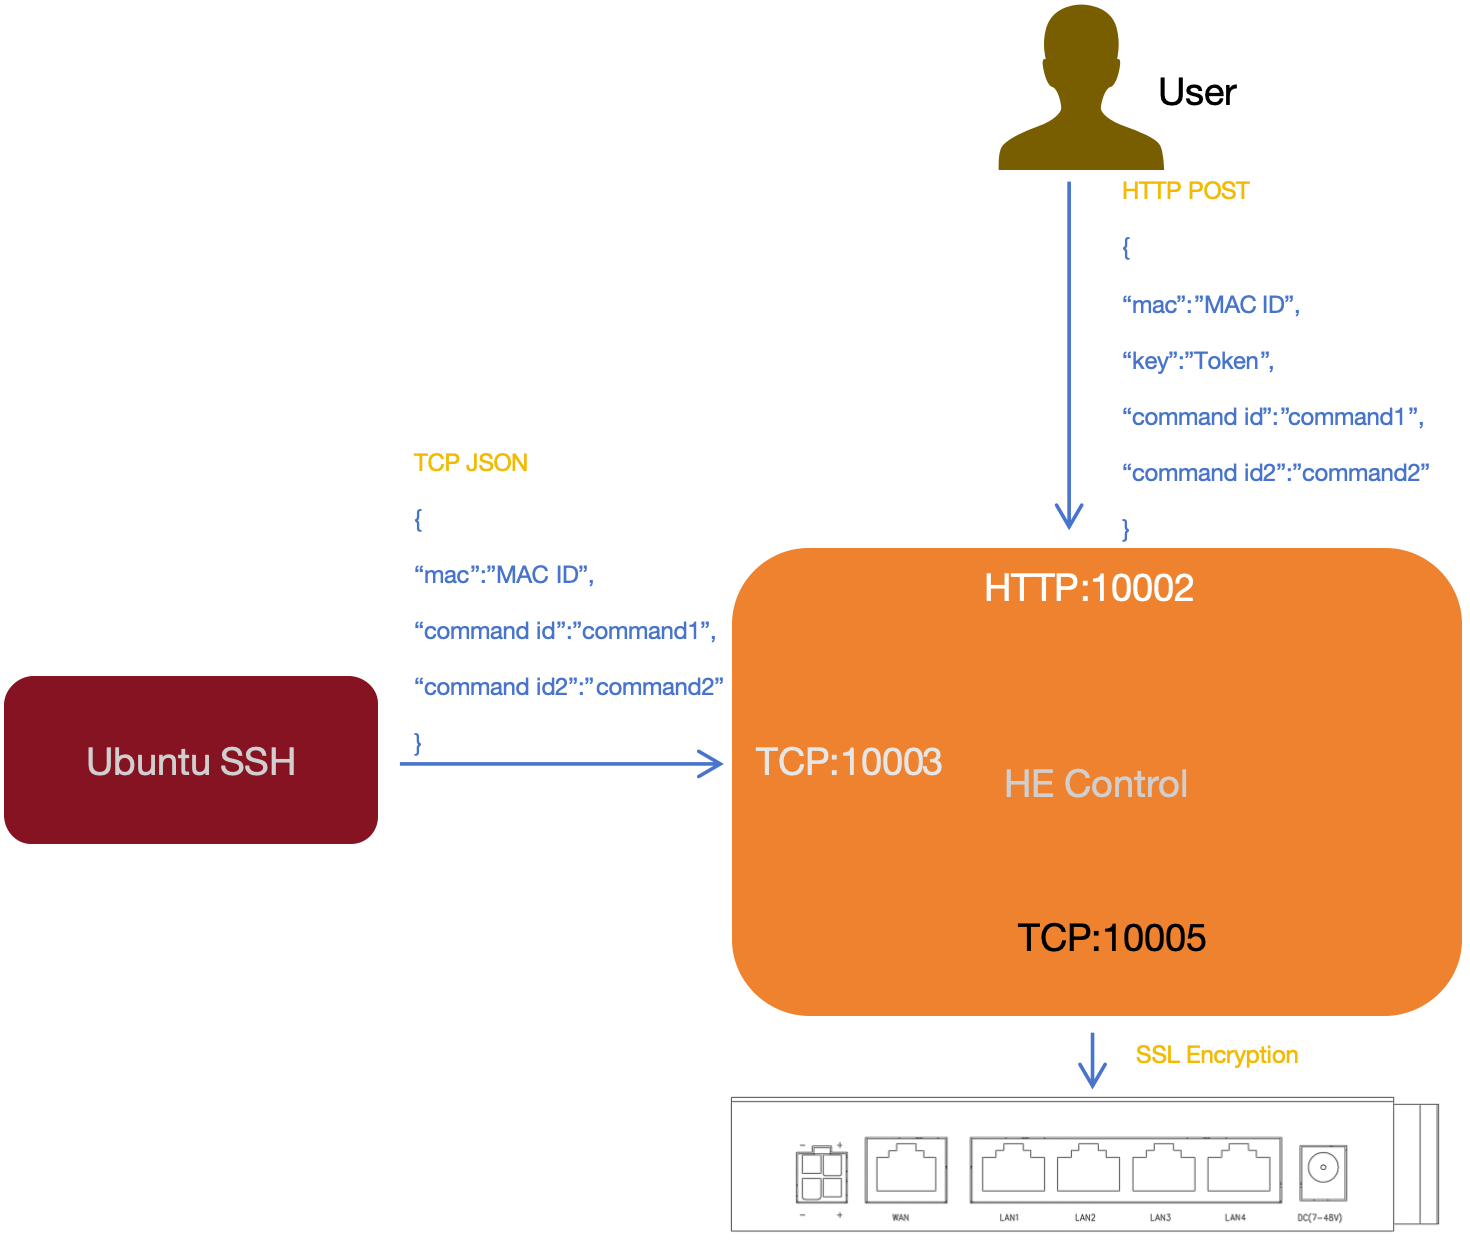 User
HTTP POST
{
“mac”:”MAC ID”,
“key”:”Token”,
“command id”:”command1”,
“command id2”:”command2”
}
TCP JSON
{
“mac”:”MAC ID”,
“command id”:”command1”,
“command id2”:”command2”
}
Ubuntu SSH
HTTP:10002
TCP:10003
HE Control
TCP:10005
SSL Encryption
− +
− +
WAN
LAN1
LAN2
LAN3
LAN4
DC(7-48V)